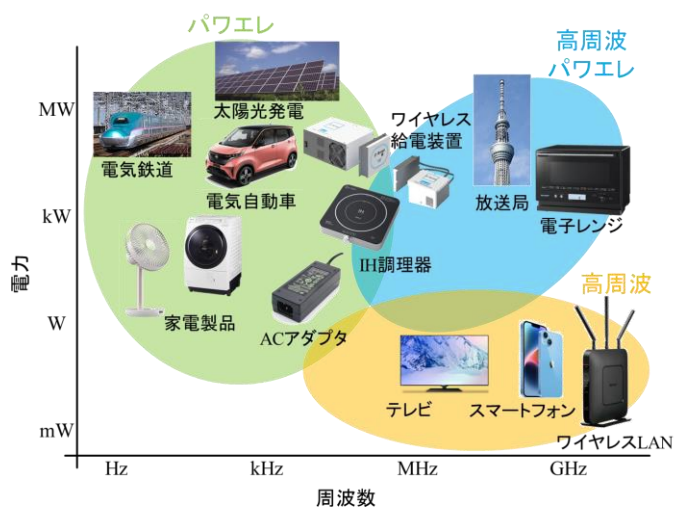 パワエレ
高周波
パワエレ
太陽光発電
MW
ワイヤレス
給電装置
電気鉄道
電気自動車
放送局
電子レンジ
kW
IH調理器
電力
高周波
W
家電製品
ACアダプタ
テレビ
スマートフォン
mW
ワイヤレスLAN
Hz
kHz
MHz
GHz
周波数